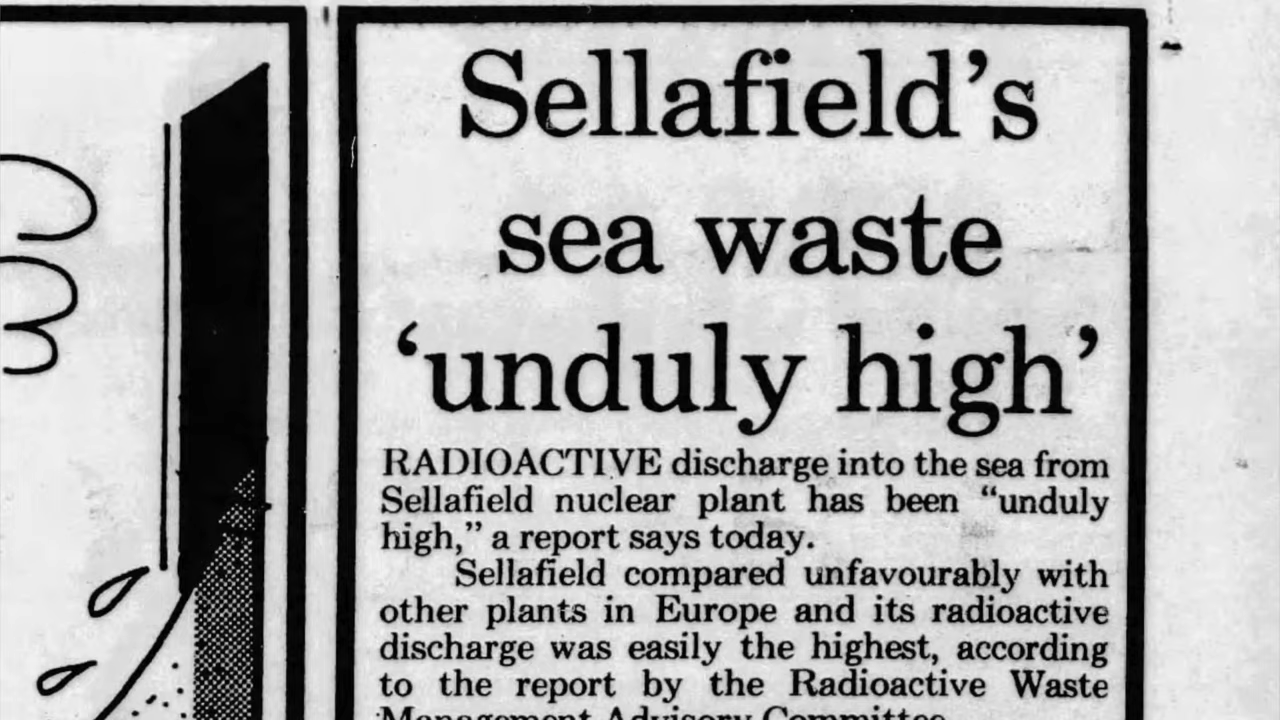 Sellafield's
sea waste
‘unduly high’
RADIOACTIVE discharge into the sea from
Sellafield nuclear plant has been “unduly
high,” a report says today.
Sellafield compared unfavourably with
other plants in Europe and its radioactive
discharge was easily the highest, according
to the report by the Radioactive Waste
Management Advisory Committee.